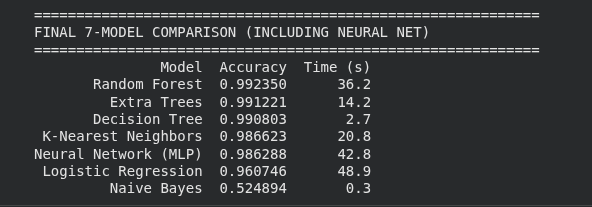 ============================================================
FINAL 7-MODEL COMPARISON (INCLUDING NEURAL NET)
============================================================
Model Accuracy Time (s)
Random Forest 0.992350 36.2
Extra Trees 0.991221 14.2
Decision Tree 0.990803 2.7
K-Nearest Neighbors 0.986623 20.8
Neural Network (MLP) 0.986288 42.8
Logistic Regression 0.960746 48.9
Naive Bayes 0.524894 0.3